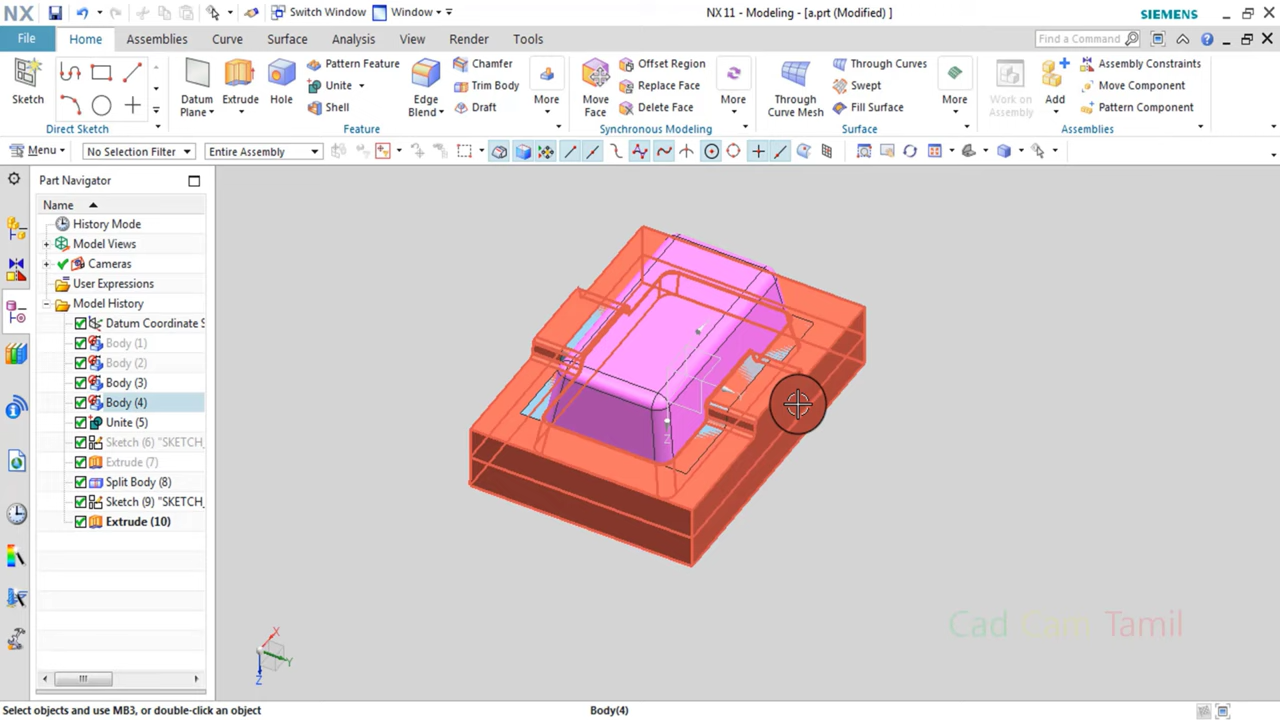 NX
Switch Window
Window
NX 11 - Modeling - [a.prt (Modified) ]
SIEMENS
File
Home
Assemblies
Curve
Surface
Analysis
View
Render
Tools
Find a Command
Sketch
Direct Sketch
Datum Plane
Extrude
Hole
Pattern Feature
Unite
Shell
Edge Blend
Chamfer
Trim Body
Draft
More
Feature
Move Face
Offset Region
Replace Face
Delete Face
More
Synchronous Modeling
Through Curve Mesh
Through Curves
Swept
Fill Surface
More
Surface
Work on Assembly
Add
Assembly Constraints
Move Component
Pattern Component
Assemblies
Menu
No Selection Filter
Entire Assembly
Part Navigator
Name
History Mode
Model Views
Cameras
User Expressions
Model History
Datum Coordinate S
Body (1)
Body (2)
Body (3)
Body (4)
Unite (5)
Sketch (6) "SKETCH_
Extrude (7)
Split Body (8)
Sketch (9) "SKETCH_
Extrude (10)
Z
X
Y
Z
Cad Cam Tamil
Select objects and use MB3, or double-click an object
Body(4)